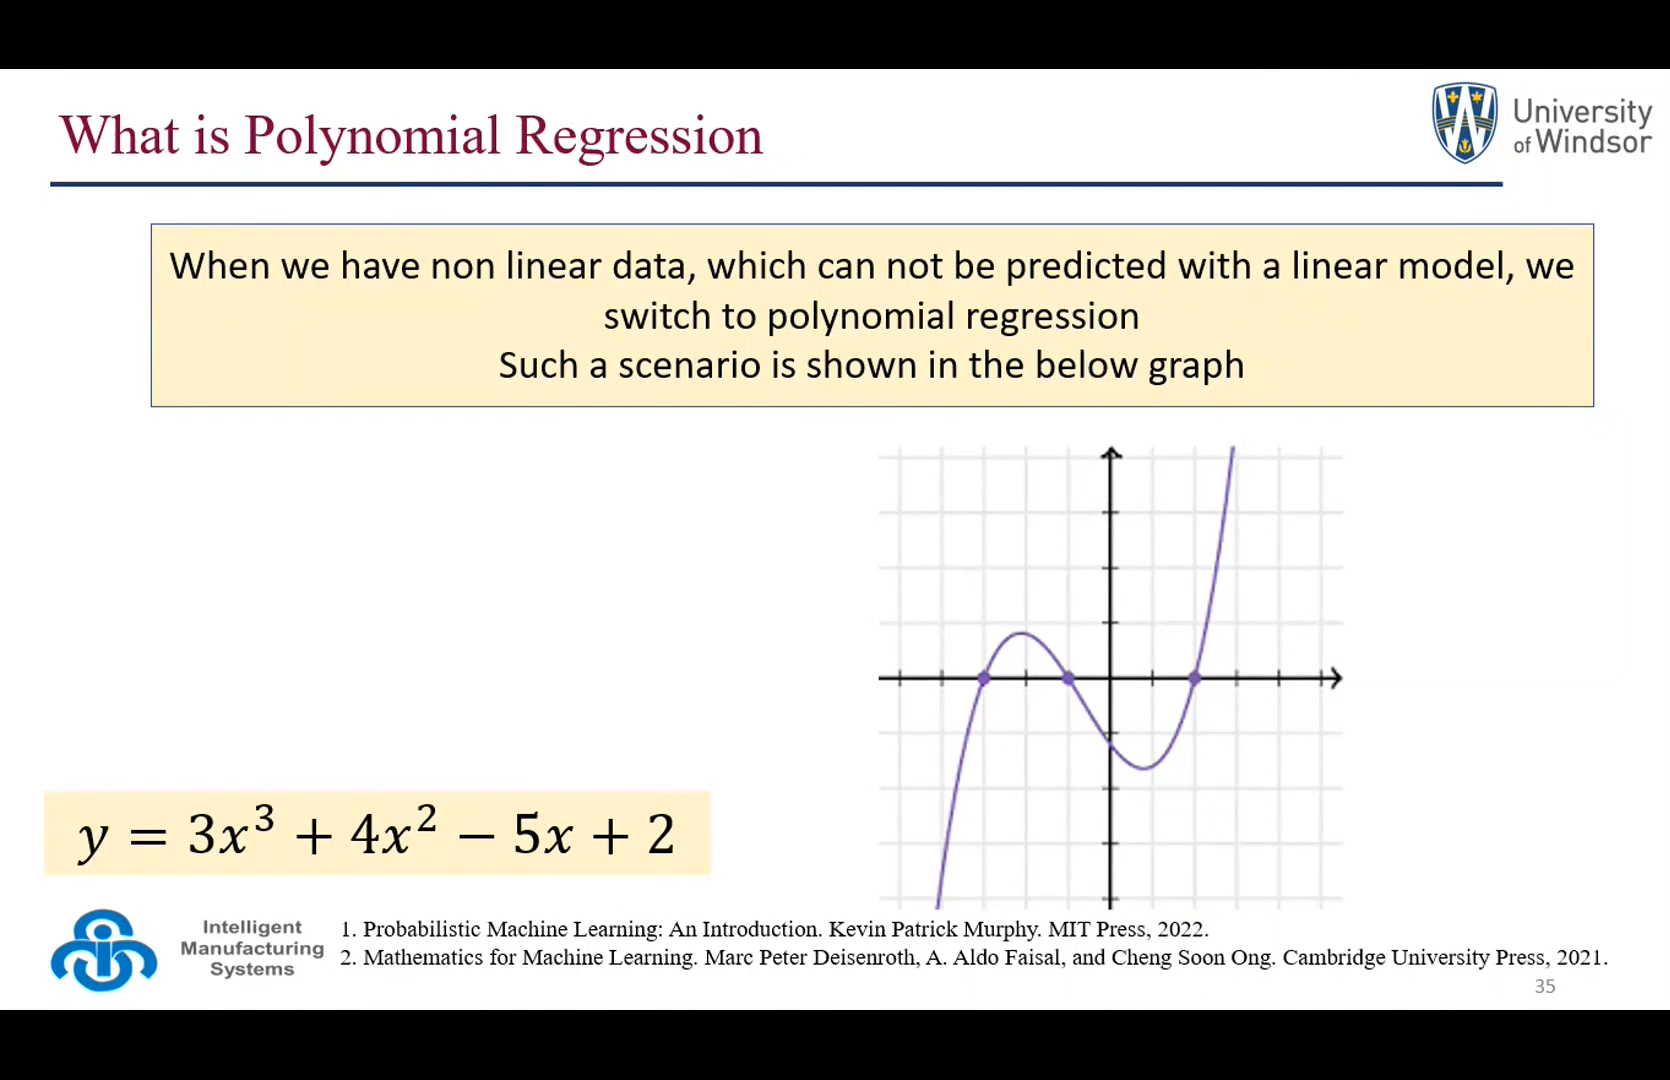 What is Polynomial Regression
University
of Windsor
When we have non linear data, which can not be predicted with a linear model, we
switch to polynomial regression
Such a scenario is shown in the below graph
y = 3x³ + 4x² − 5x + 2
Intelligent
Manufacturing
Systems
1. Probabilistic Machine Learning: An Introduction. Kevin Patrick Murphy. MIT Press, 2022.
2. Mathematics for Machine Learning. Marc Peter Deisenroth, A. Aldo Faisal, and Cheng Soon Ong. Cambridge University Press, 2021.
35